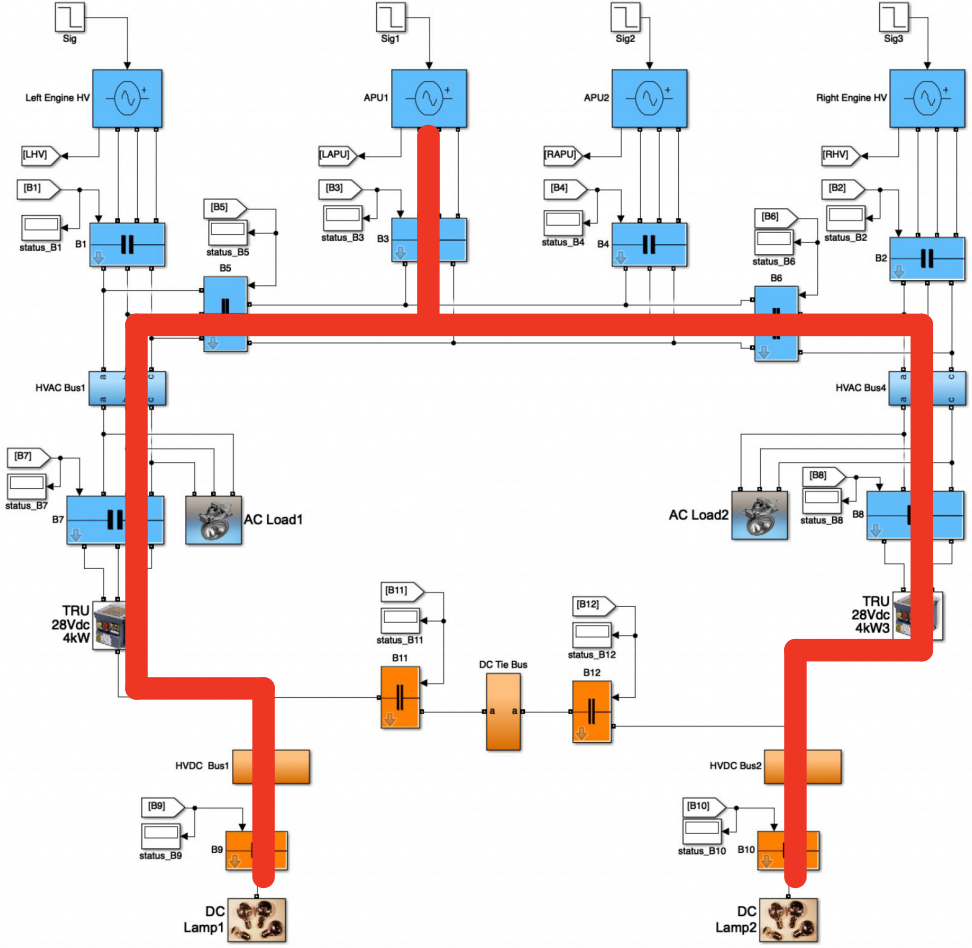 Sig
Sig1
Sig2
Sig3
Left Engine HV
+
APU1
+
APU2
+
Right Engine HV
+
[LHV]
[LAPU]
[RAPU]
[RHV]
[B1]
[B3]
[B4]
[B2]
[B5]
[B6]
status_B1
B1
status_B5
status_B3
B3
status_B4
B4
status_B6
status_B2
B2
B5
B6
HVAC Bus1
a
c
a
c
HVAC Bus4
a
c
a
c
[B7]
status_B7
B7
AC Load1
AC Load2
[B8]
status_B8
B8
TRU
28Vdc
4kW
TRU
28Vdc
4kW3
[B11]
status_B11
B11
[B12]
status_B12
B12
DC Tie Bus
a
a
HVDC Bus1
HVDC Bus2
[B9]
status_B9
B9
[B10]
status_B10
B10
DC
Lamp1
DC
Lamp2